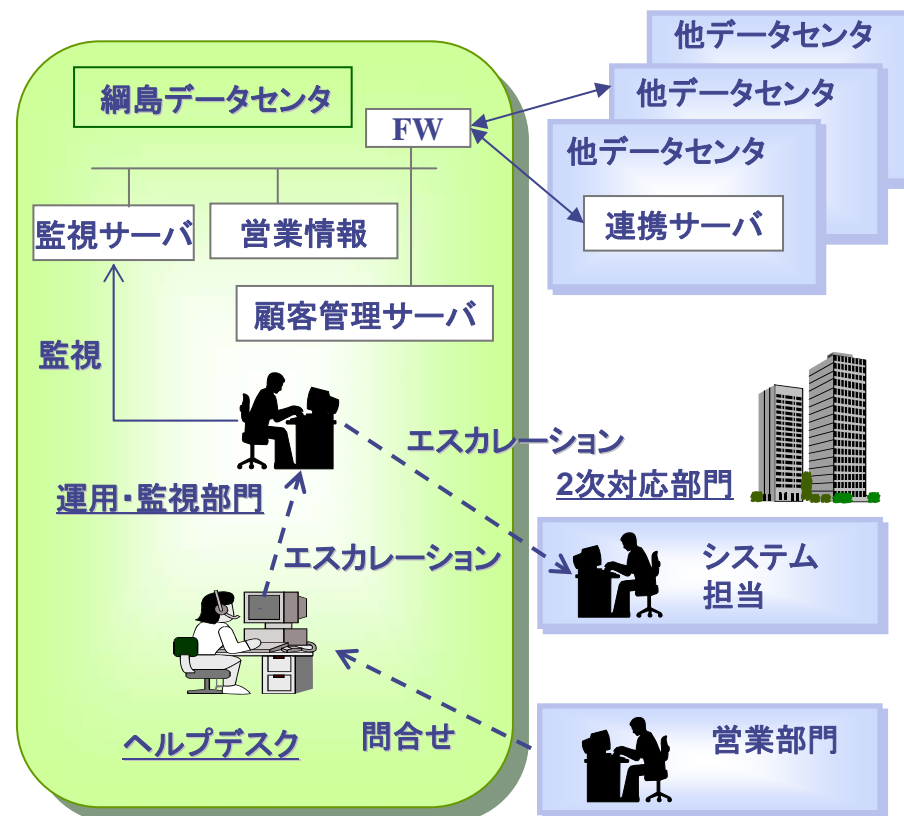 他データセンタ
他データセンタ
他データセンタ
連携サーバ
綱島データセンタ
FW
監視サーバ
営業情報
顧客管理サーバ
監視
エスカレーション
2次対応部門
運用・監視部門
エスカレーション
システム
担当
ヘルプデスク
問合せ
営業部門